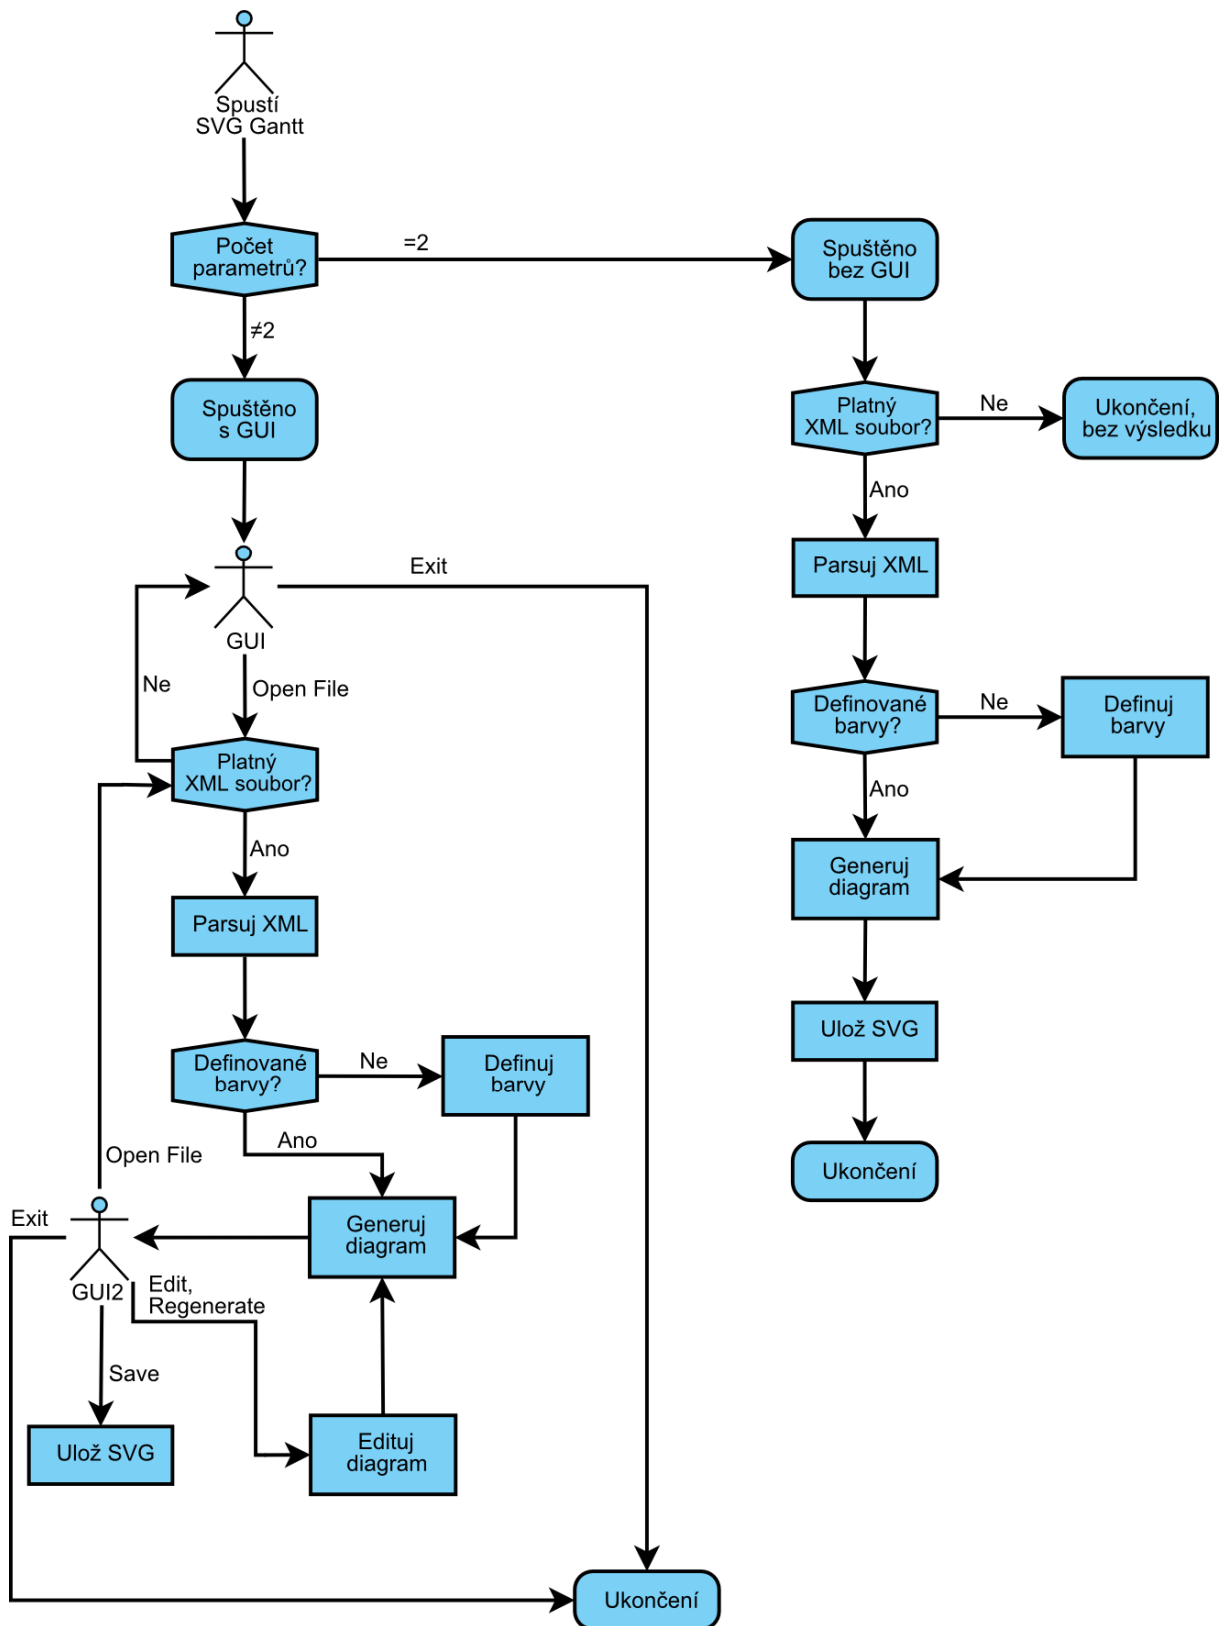 Spustí
SVG Gantt
Počet
parametrů?
=2
Spuštěno
bez GUI
≠2
Spuštěno
s GUI
Platný
XML soubor?
Ne
Ukončení,
bez výsledku
Ano
Parsuj XML
Exit
GUI
Ne
Open File
Definované
barvy?
Ne
Definuj
barvy
Platný
XML soubor?
Ano
Ano
Generuj
diagram
Parsuj XML
Ulož SVG
Definované
barvy?
Ne
Definuj
barvy
Ano
Open File
Ukončení
Exit
Generuj
diagram
GUI2
Edit,
Regenerate
Save
Ulož SVG
Edituj
diagram
Ukončení